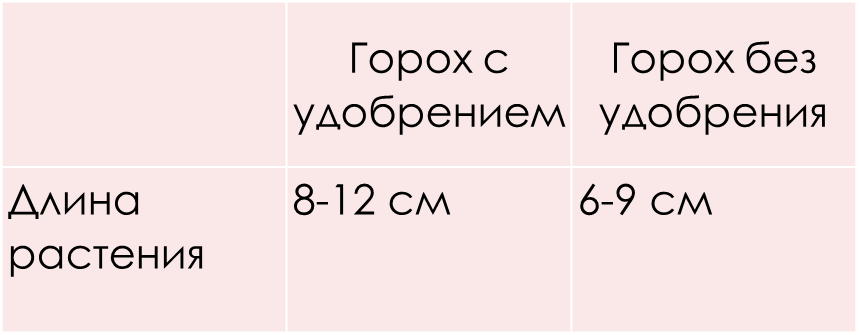 Горох с
удобрением
Горох без
удобрения
Длина
растения
8-12 см
6-9 см